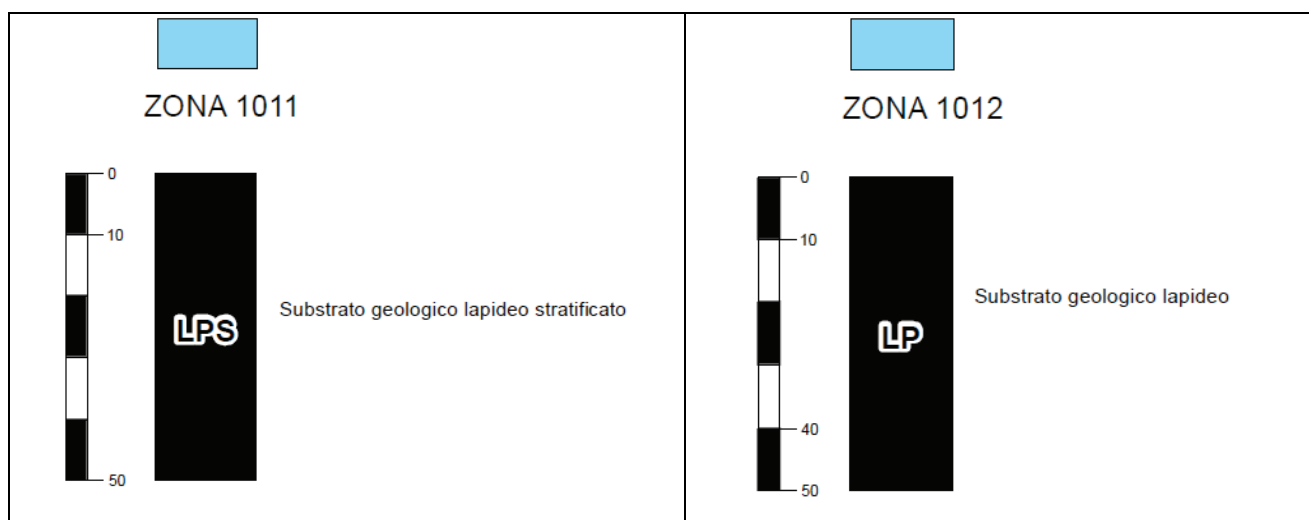 ZONA 1011
0
10
LPS
Substrato geologico lapideo stratificato
50
ZONA 1012
0
10
LP
Substrato geologico lapideo
40
50